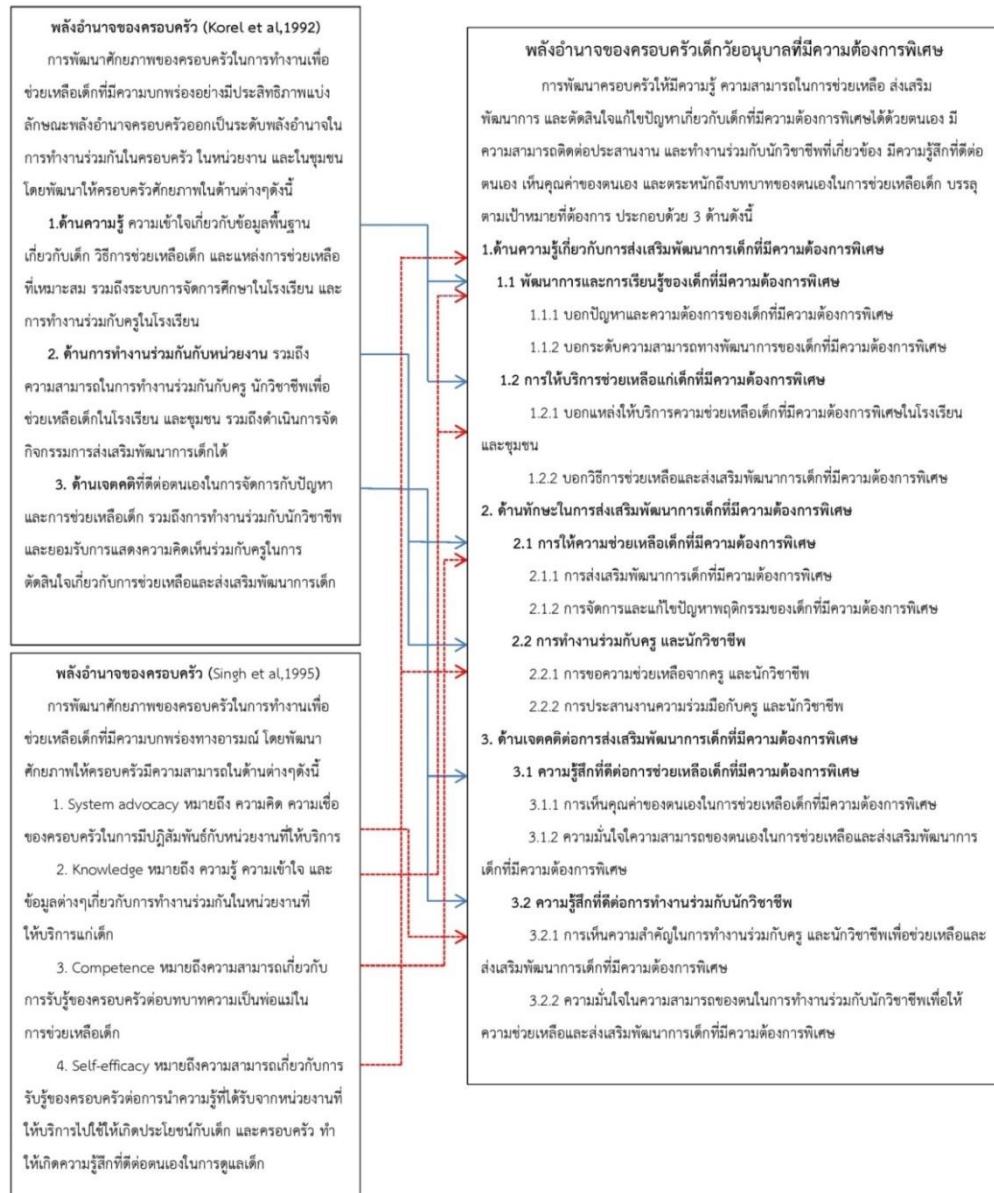 พลังอำนาจของครอบครัว (Korel et al,1992)
การพัฒนาศักยภาพของครอบครัวในการทำงานเพื่อ
ช่วยเหลือเด็กที่มีความบกพร่องอย่างมีประสิทธิภาพแบ่ง
ลักษณะพลังอำนาจครอบครัวออกเป็นระดับพลังอำนาจใน
การทำงานร่วมกันในครอบครัว ในหน่วยงาน และในชุมชน
โดยพัฒนาให้ครอบครัวศักยภาพในด้านต่างๆดังนี้
1.ด้านความรู้ ความเข้าใจเกี่ยวกับข้อมูลพื้นฐาน
เกี่ยวกับเด็ก วิธีการช่วยเหลือเด็ก และแหล่งการช่วยเหลือ
ที่เหมาะสม รวมถึงระบบการจัดการศึกษาในโรงเรียน และ
การทำงานร่วมกับครูในโรงเรียน
2. ด้านการทำงานร่วมกันกับหน่วยงาน รวมถึง
ความสามารถในการทำงานร่วมกันกับครู นักวิชาชีพเพื่อ
ช่วยเหลือเด็กในโรงเรียน และชุมชน รวมถึงดำเนินการจัด
กิจกรรมการส่งเสริมพัฒนาการเด็กได้
3. ด้านเจตคติที่ดีต่อตนเองในการจัดการกับปัญหา
และการช่วยเหลือเด็ก รวมถึงการทำงานร่วมกับนักวิชาชีพ
และยอมรับการแสดงความคิดเห็นร่วมกับครูในการ
ตัดสินใจเกี่ยวกับการช่วยเหลือและส่งเสริมพัฒนาการเด็ก
พลังอำนาจของครอบครัว (Singh et al,1995)
การพัฒนาศักยภาพของครอบครัวในการทำงานเพื่อ
ช่วยเหลือเด็กที่มีความบกพร่องทางอารมณ์ โดยพัฒนา
ศักยภาพให้ครอบครัวมีความสามารถในด้านต่างๆดังนี้
1. System advocacy หมายถึง ความคิด ความเชื่อ
ของครอบครัวในการมีปฎิสัมพันธ์กับหน่วยงานที่ให้บริการ
2. Knowledge หมายถึง ความรู้ ความเข้าใจ และ
ข้อมูลต่างๆเกี่ยวกับการทำงานร่วมกันในหน่วยงานที่
ให้บริการแก่เด็ก
3. Competence หมายถึงความสามารถเกี่ยวกับ
การรับรู้ของครอบครัวต่อบทบาทความเป็นพ่อแม่ใน
การช่วยเหลือเด็ก
4. Self-efficacy หมายถึงความสามารถเกี่ยวกับการ
รับรู้ของครอบครัวต่อการนำความรู้ที่ได้รับจากหน่วยงานที่
ให้บริการไปใช้ให้เกิดประโยชน์กับเด็ก และครอบครัว ทำ
ให้เกิดความรู้สึกที่ดีต่อตนเองในการดูแลเด็ก
พลังอำนาจของครอบครัวเด็กวัยอนุบาลที่มีความต้องการพิเศษ
การพัฒนาครอบครัวให้มีความรู้ ความสามารถในการช่วยเหลือ ส่งเสริม
พัฒนาการ และตัดสินใจแก้ไขปัญหาเกี่ยวกับเด็กที่มีความต้องการพิเศษได้ด้วยตนเอง มี
ความสามารถติดต่อประสานงาน และทำงานร่วมกับนักวิชาชีพที่เกี่ยวข้อง มีความรู้สึกที่ดีต่อ
ตนเอง เห็นคุณค่าของตนเอง และตระหนักถึงบทบาทของตนเองในการช่วยเหลือเด็ก บรรลุ
ตามเป้าหมายที่ต้องการ ประกอบด้วย 3 ด้านดังนี้
1.ด้านความรู้เกี่ยวกับการส่งเสริมพัฒนาการเด็กที่มีความต้องการพิเศษ
1.1 พัฒนาการและการเรียนรู้ของเด็กที่มีความต้องการพิเศษ
1.1.1 บอกปัญหาและความต้องการของเด็กที่มีความต้องการพิเศษ
1.1.2 บอกระดับความสามารถทางพัฒนาการของเด็กที่มีความต้องการพิเศษ
1.2 การให้บริการช่วยเหลือแก่เด็กที่มีความต้องการพิเศษ
1.2.1 บอกแหล่งให้บริการความช่วยเหลือเด็กที่มีความต้องการพิเศษในโรงเรียน
และชุมชน
1.2.2 บอกวิธีการช่วยเหลือและส่งเสริมพัฒนาการเด็กที่มีความต้องการพิเศษ
2. ด้านทักษะในการส่งเสริมพัฒนาการเด็กที่มีความต้องการพิเศษ
2.1 การให้ความช่วยเหลือเด็กที่มีความต้องการพิเศษ
2.1.1 การส่งเสริมพัฒนาการเด็กที่มีความต้องการพิเศษ
2.1.2 การจัดการและแก้ไขปัญหาพฤติกรรมของเด็กที่มีความต้องการพิเศษ
2.2 การทำงานร่วมกับครู และนักวิชาชีพ
2.2.1 การขอความช่วยเหลือจากครู และนักวิชาชีพ
2.2.2 การประสานงานความร่วมมือกับครู และนักวิชาชีพ
3. ด้านเจตคติต่อการส่งเสริมพัฒนาการเด็กที่มีความต้องการพิเศษ
3.1 ความรู้สึกที่ดีต่อการช่วยเหลือเด็กที่มีความต้องการพิเศษ
3.1.1 การเห็นคุณค่าของตนเองในการช่วยเหลือเด็กที่มีความต้องการพิเศษ
3.1.2 ความมั่นใจความสามารถของตนเองในการช่วยเหลือและส่งเสริมพัฒนาการ
เด็กที่มีความต้องการพิเศษ
3.2 ความรู้สึกที่ดีต่อการทำงานร่วมกับนักวิชาชีพ
3.2.1 การเห็นความสำคัญในการทำงานร่วมกับครู และนักวิชาชีพเพื่อช่วยเหลือและ
ส่งเสริมพัฒนาการเด็กที่มีความต้องการพิเศษ
3.2.2 ความมั่นใจในความสามารถของตนในการทำงานร่วมกับนักวิชาชีพเพื่อให้
ความช่วยเหลือและส่งเสริมพัฒนาการเด็กที่มีความต้องการพิเศษ